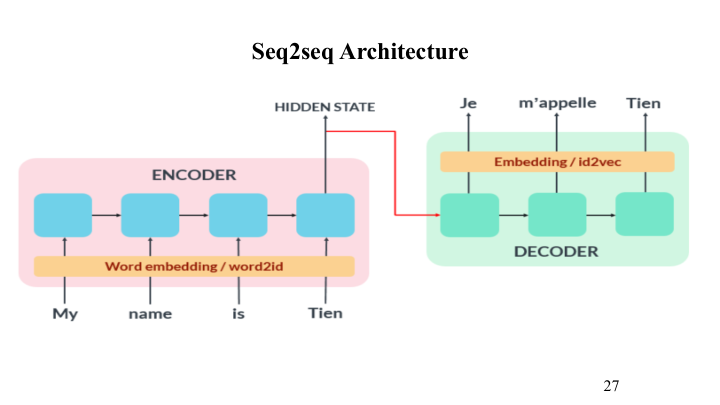 Seq2seq Architecture
HIDDEN STATE
Je m'appelle Tien
ENCODER
Embedding / id2vec
DECODER
Word embedding / word2id
My name is Tien
27